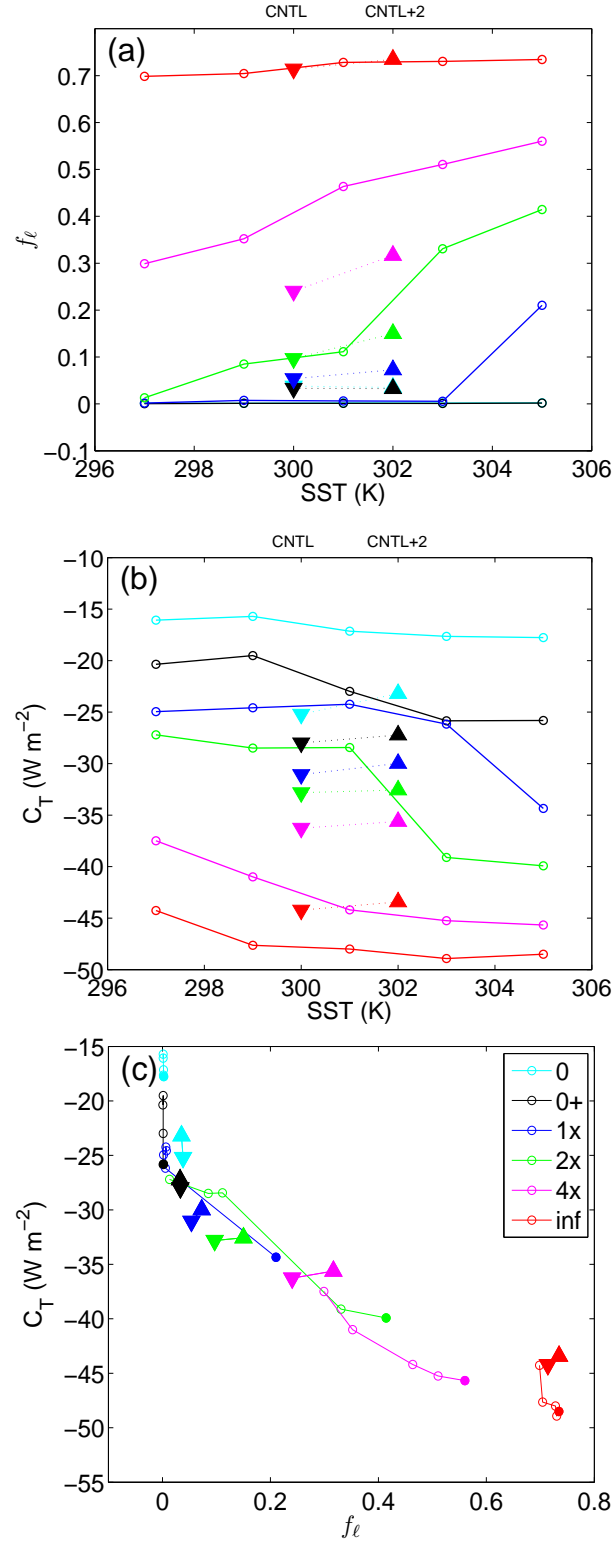 CNTL CNTL+2
(a)
0.7
0.6
0.5
0.4
0.3
0.2
0.1
0
−0.1
fℓ
296 298 300 302 304 306
SST (K)
CNTL CNTL+2
(b)
−10
−15
−20
−25
−30
−35
−40
−45
−50
C_T (W m⁻²)
296 298 300 302 304 306
SST (K)
(c)
−15
−20
−25
−30
−35
−40
−45
−50
−55
C_T (W m⁻²)
0
0+
1x
2x
4x
inf
0 0.2 0.4 0.6 0.8
fℓ